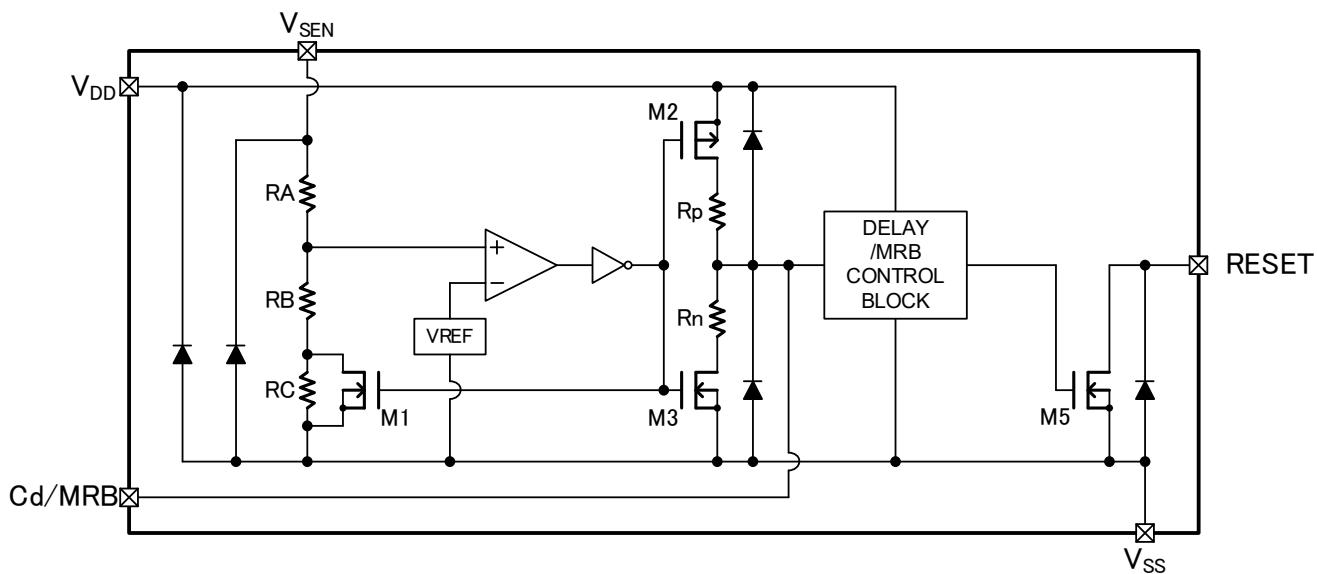 VSEN
VDD
M2
RA
Rp
DELAY
/MRB
CONTROL
BLOCK
+
−
RESET
RB
Rn
VREF
RC
M1
M3
M5
Cd/MRB
VSS